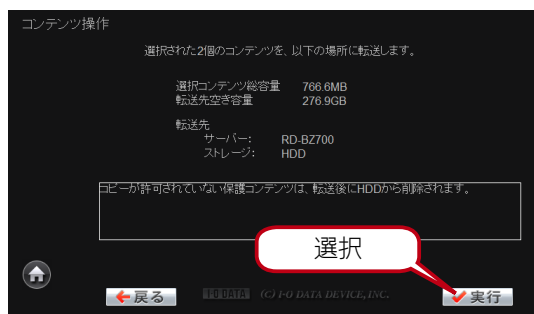 コンテンツ操作
選択された2個のコンテンツを、以下の場所に転送します。
選択コンテンツ総容量 766.6MB
転送先空き容量 276.9GB
転送先
サーバー: RD-BZ700
ストレージ: HDD
コピーが許可されていない保護コンテンツは、転送後にHDDから削除されます。
選択
戻る I-O DATA (C) I-O DATA DEVICE, INC. 実行